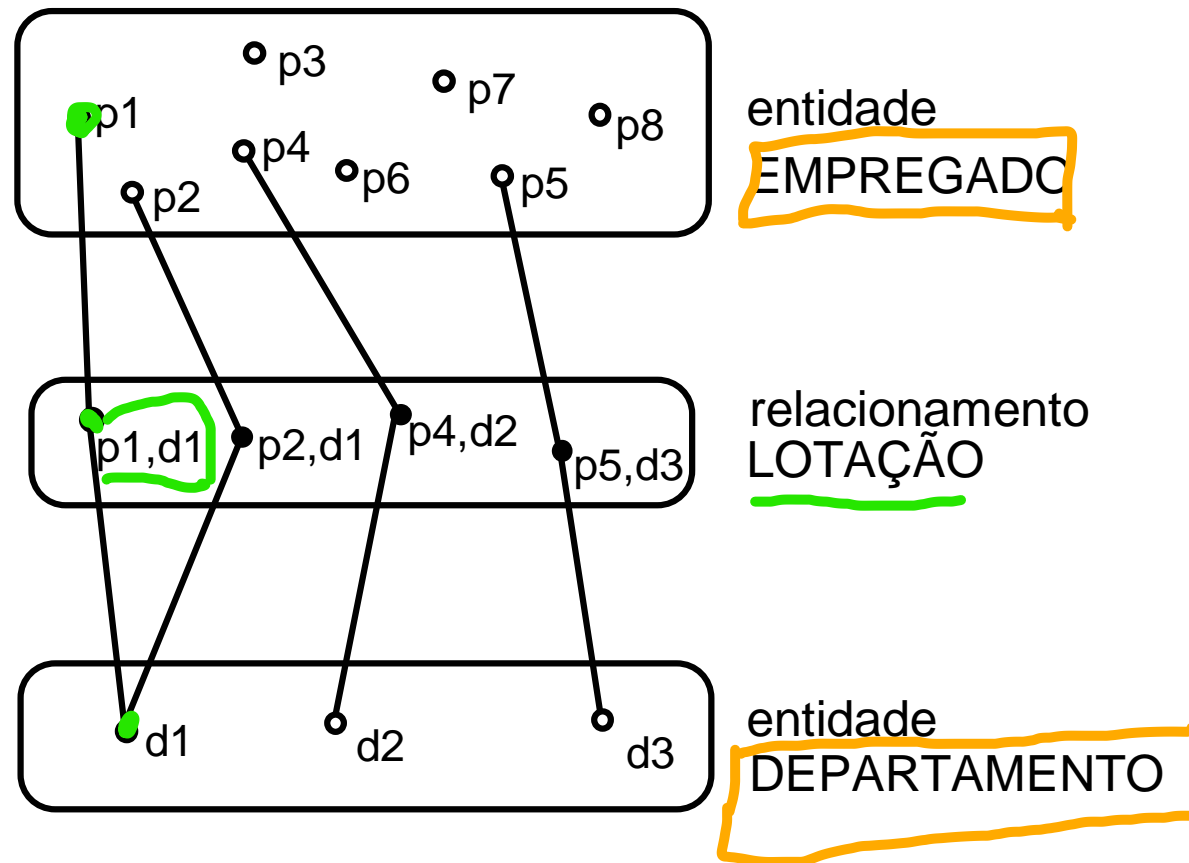 p3
p7
p1
p8
entidade
EMPREGADO
p4
p6
p5
p2
relacionamento
LOTAÇÃO
p1,d1
p2,d1
p4,d2
p5,d3
entidade
DEPARTAMENTO
d1
d2
d3